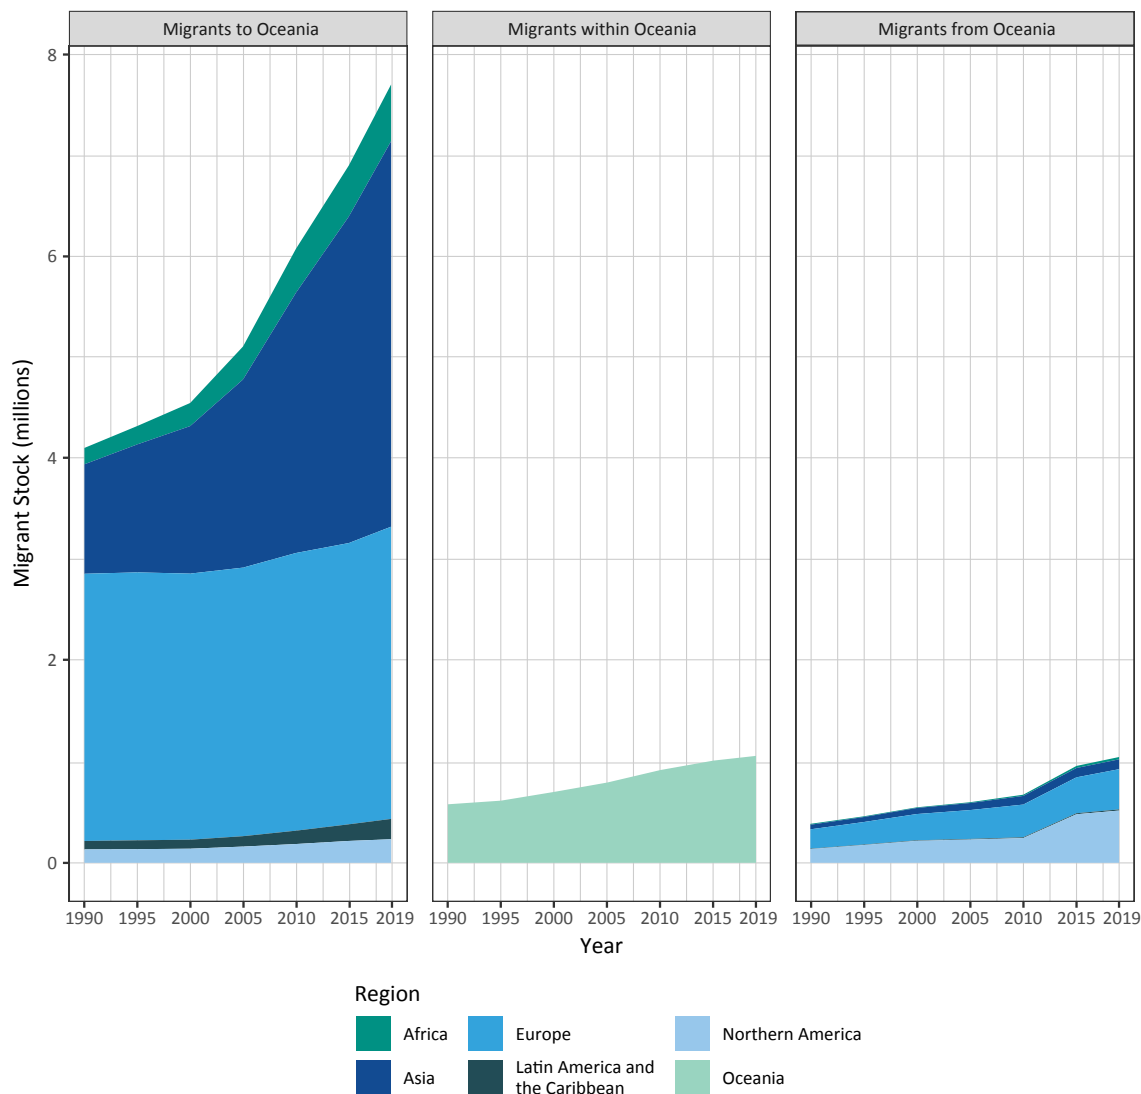 Migrants to Oceania
Migrants within Oceania
Migrants from Oceania
Migrant Stock (millions)
8
6
4
2
0
1990 1995 2000 2005 2010 2015 2019
1990 1995 2000 2005 2010 2015 2019
1990 1995 2000 2005 2010 2015 2019
Year
Region
Africa
Europe
Northern America
Asia
Latin America and
the Caribbean
Oceania